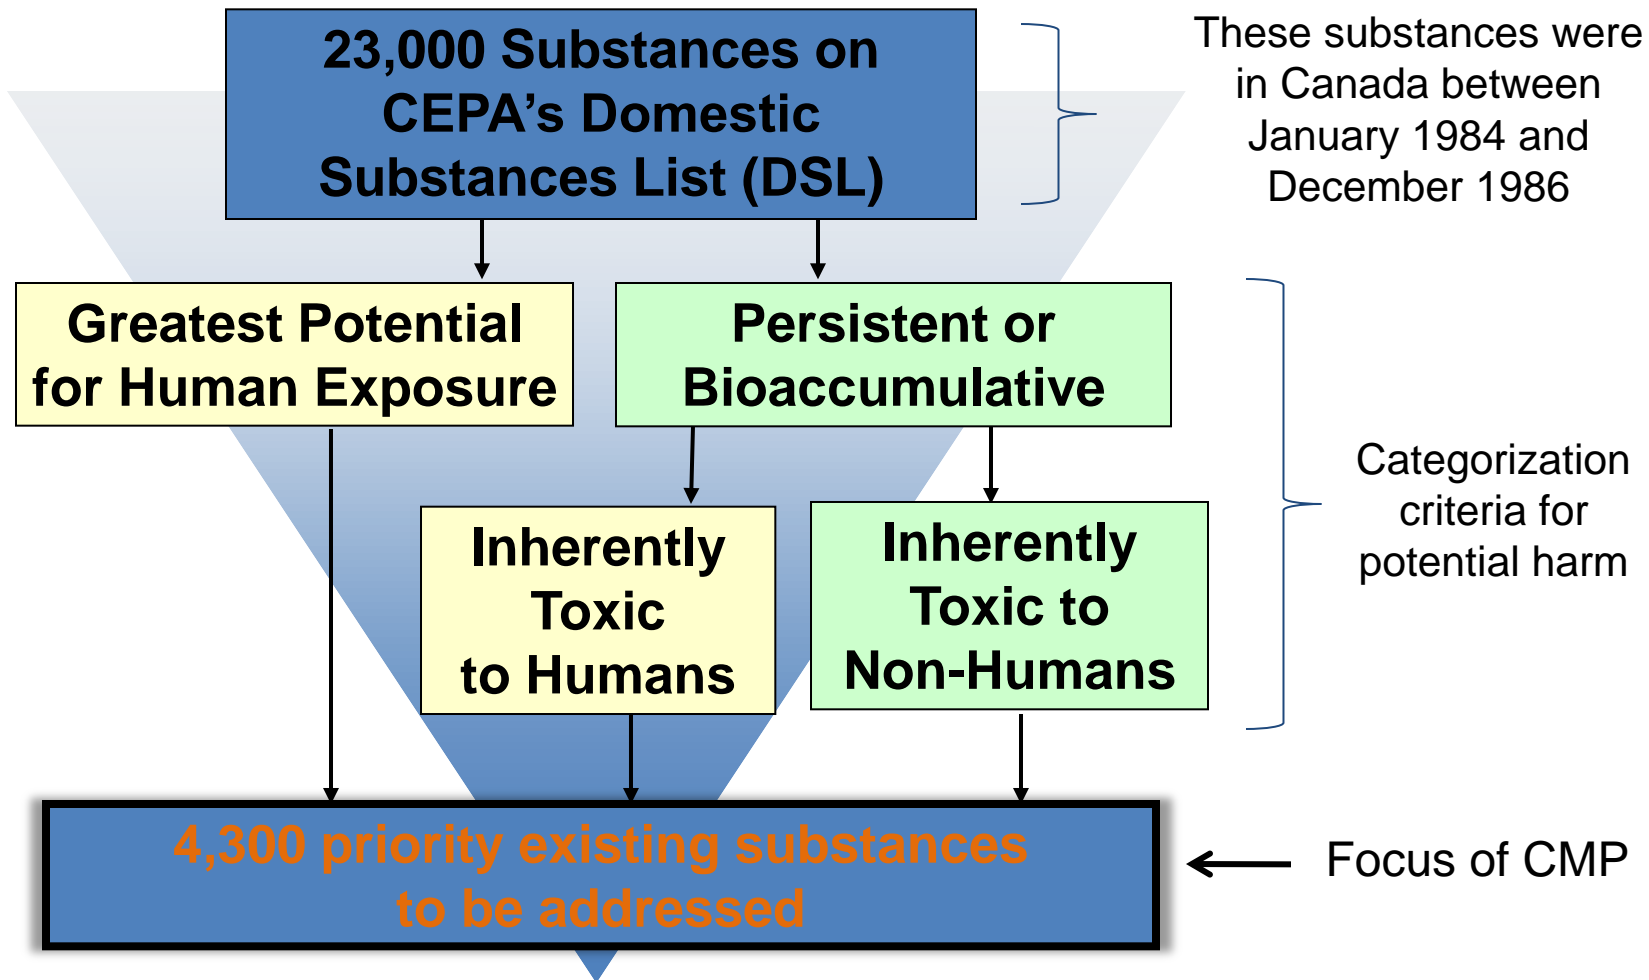 23,000 Substances on
CEPA’s Domestic
Substances List (DSL)
These substances were
in Canada between
January 1984 and
December 1986
Greatest Potential
for Human Exposure
Persistent or
Bioaccumulative
Categorization
criteria for
potential harm
Inherently
Toxic
to Humans
Inherently
Toxic to
Non-Humans
4,300 priority existing substances
to be addressed
Focus of CMP